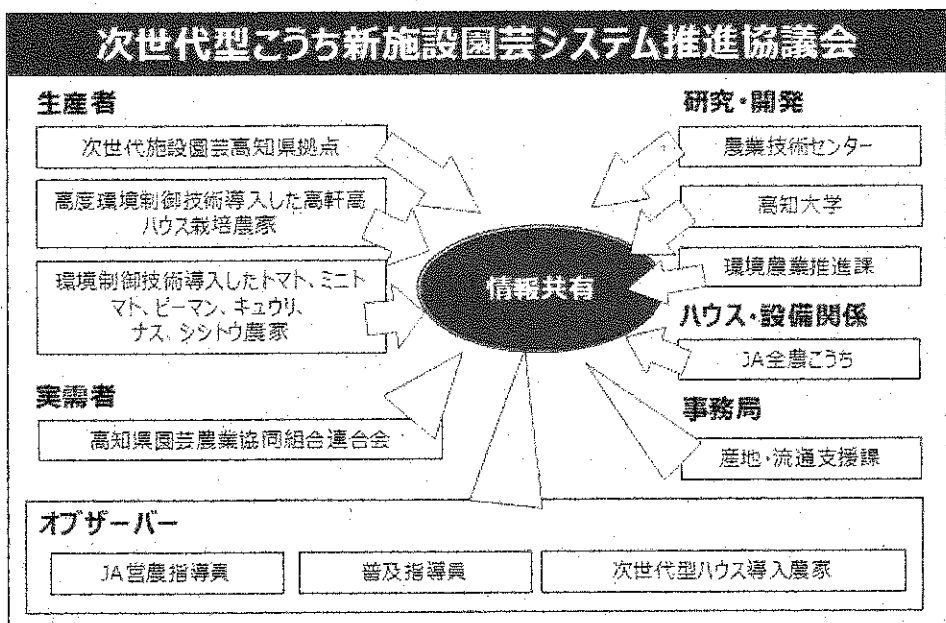 次世代型こうち新施設園芸システム推進協議会
生産者
次世代施設園芸高知県拠点
高度環境制御技術導入した高軒高
ハウス栽培農家
環境制御技術導入したトマト、ミニト
マト、ピーマン、キュウリ、
ナス、シシトウ農家
実需者
高知県園芸農業協同組合連合会
情報共有
研究・開発
農業技術センター
高知大学
環境農業推進課
ハウス・設備関係
JA全農こうち
事務局
産地・流通支援課
オブザーバー
JA営農指導員
普及指導員
次世代型ハウス導入農家